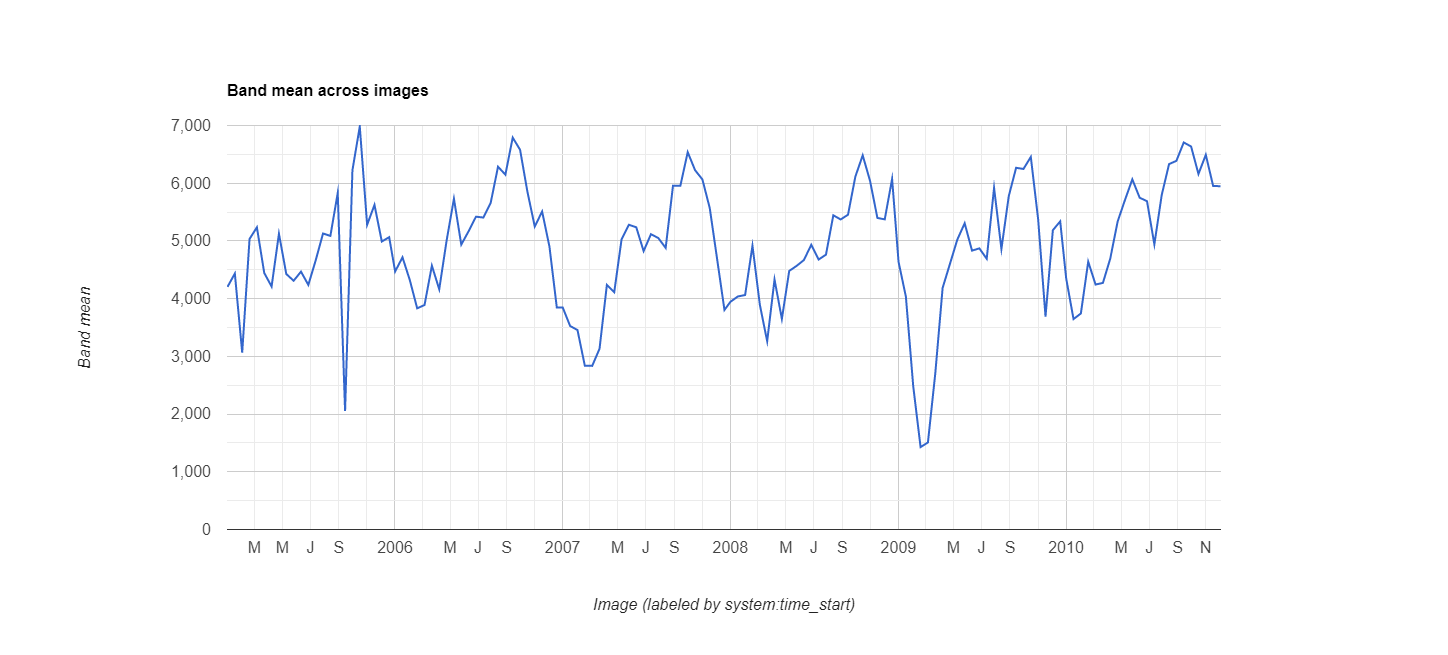 Band mean across images
7,000
6,000
5,000
4,000
3,000
2,000
1,000
0
Band mean
M M J S 2006 M J S 2007 M J S 2008 M J S 2009 M J S 2010 M J S N
Image (labeled by system:time_start)